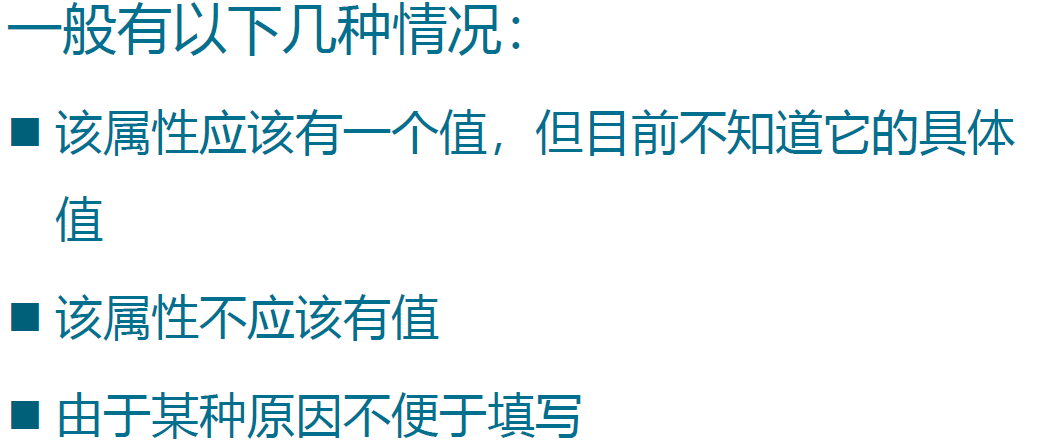 一般有以下几种情况：
■ 该属性应该有一个值，但目前不知道它的具体
值
■ 该属性不应该有值
■ 由于某种原因不便于填写